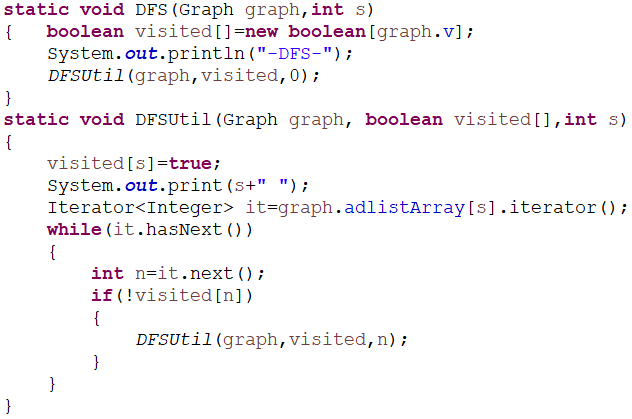 static void DFS(Graph graph,int s)
{   boolean visited[]=new boolean[graph.v];
    System.out.println("-DFS-");
    DFSUtil(graph,visited,0);
}
static void DFSUtil(Graph graph, boolean visited[],int s)
{
    visited[s]=true;
    System.out.print(s+" ");
    Iterator<Integer> it=graph.adlistArray[s].iterator();
    while(it.hasNext())
    {
        int n=it.next();
        if(!visited[n])
        {
            DFSUtil(graph,visited,n);
        }
    }
}